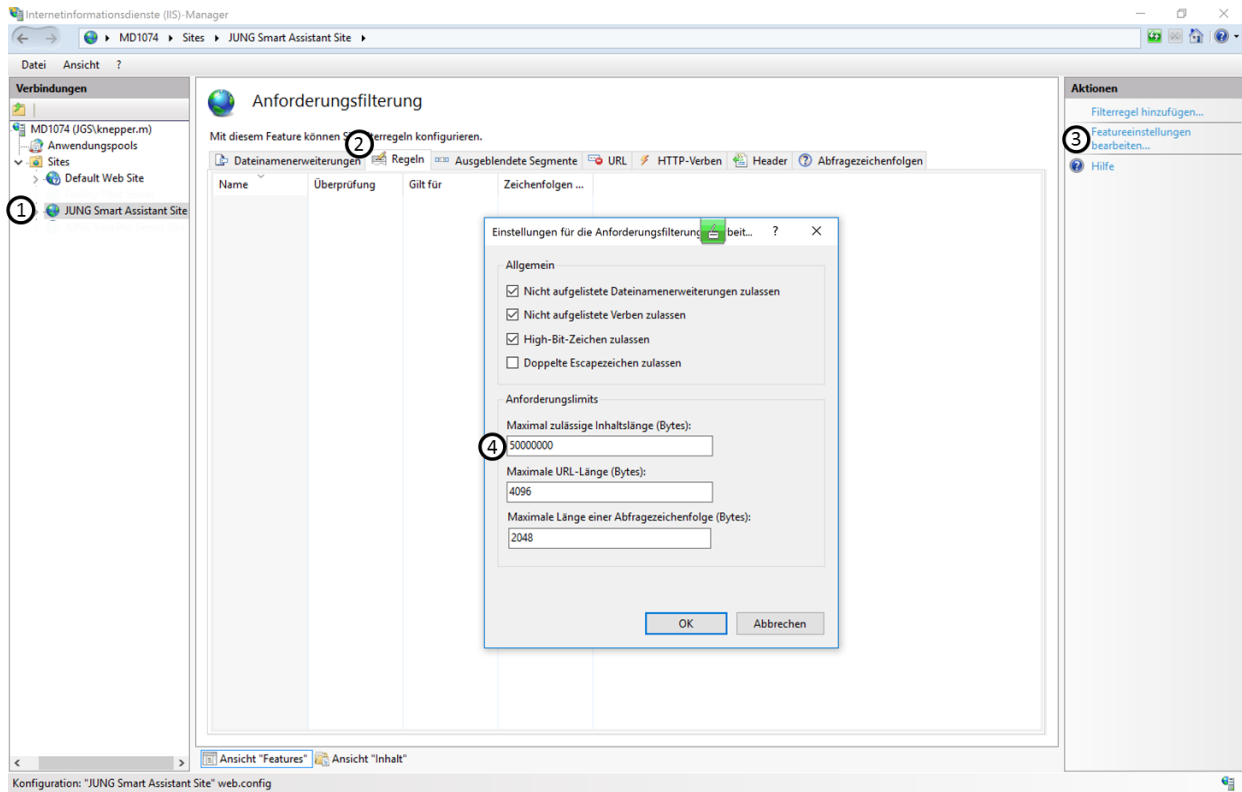 Internetinformationsdienste (IIS)-Manager
MD1074 Sites JUNG Smart Assistant Site
Datei Ansicht ?
Verbindungen
MD1074 (JGS\knepper.m)
Anwendungspools
Sites
Default Web Site
1 JUNG Smart Assistant Site
Anforderungsfilterung
Mit diesem Feature können S terregeln konfigurieren.
2
Dateinamenerweiterungen Regeln Ausgeblendete Segmente URL HTTP-Verben Header Abfragezeichenfolgen
Name Überprüfung Gilt für Zeichenfolgen ...
Einstellungen für die Anforderungsfilterung beit... ?
Allgemein
Nicht aufgelistete Dateinamenerweiterungen zulassen
Nicht aufgelistete Verben zulassen
High-Bit-Zeichen zulassen
Doppelte Escapezeichen zulassen
Anforderungslimits
Maximal zulässige Inhaltslänge (Bytes):
4 50000000
Maximale URL-Länge (Bytes):
4096
Maximale Länge einer Abfragezeichenfolge (Bytes):
2048
OK Abbrechen
Aktionen
Filterregel hinzufügen...
3 Featureeinstellungen
bearbeiten...
Hilfe
Ansicht "Features" Ansicht "Inhalt"
Konfiguration: "JUNG Smart Assistant Site" web.config